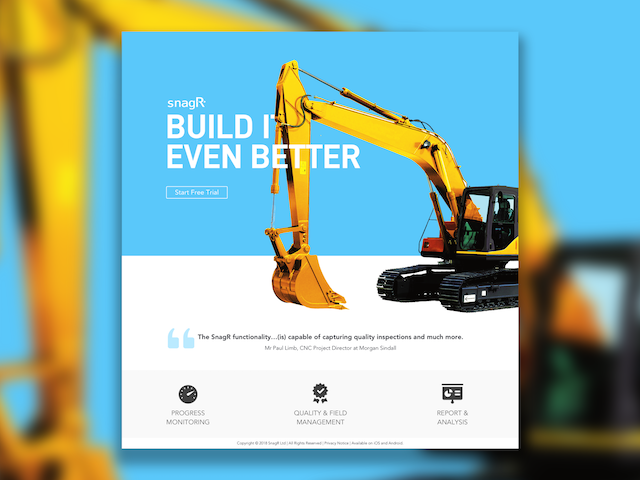 snagR
BUILD IT
EVEN BETTER
Start Free Trial
The SnagR functionality...(is) capable of capturing quality inspections and much more.
Mr Paul Limb, CNC Project Director at Morgan Sindall
PROGRESS
MONITORING
QUALITY & FIELD
MANAGEMENT
REPORT &
ANALYSIS
Copyright © 2018 SnagR Ltd | All Rights Reserved | Privacy Notice | Available on iOS and Android